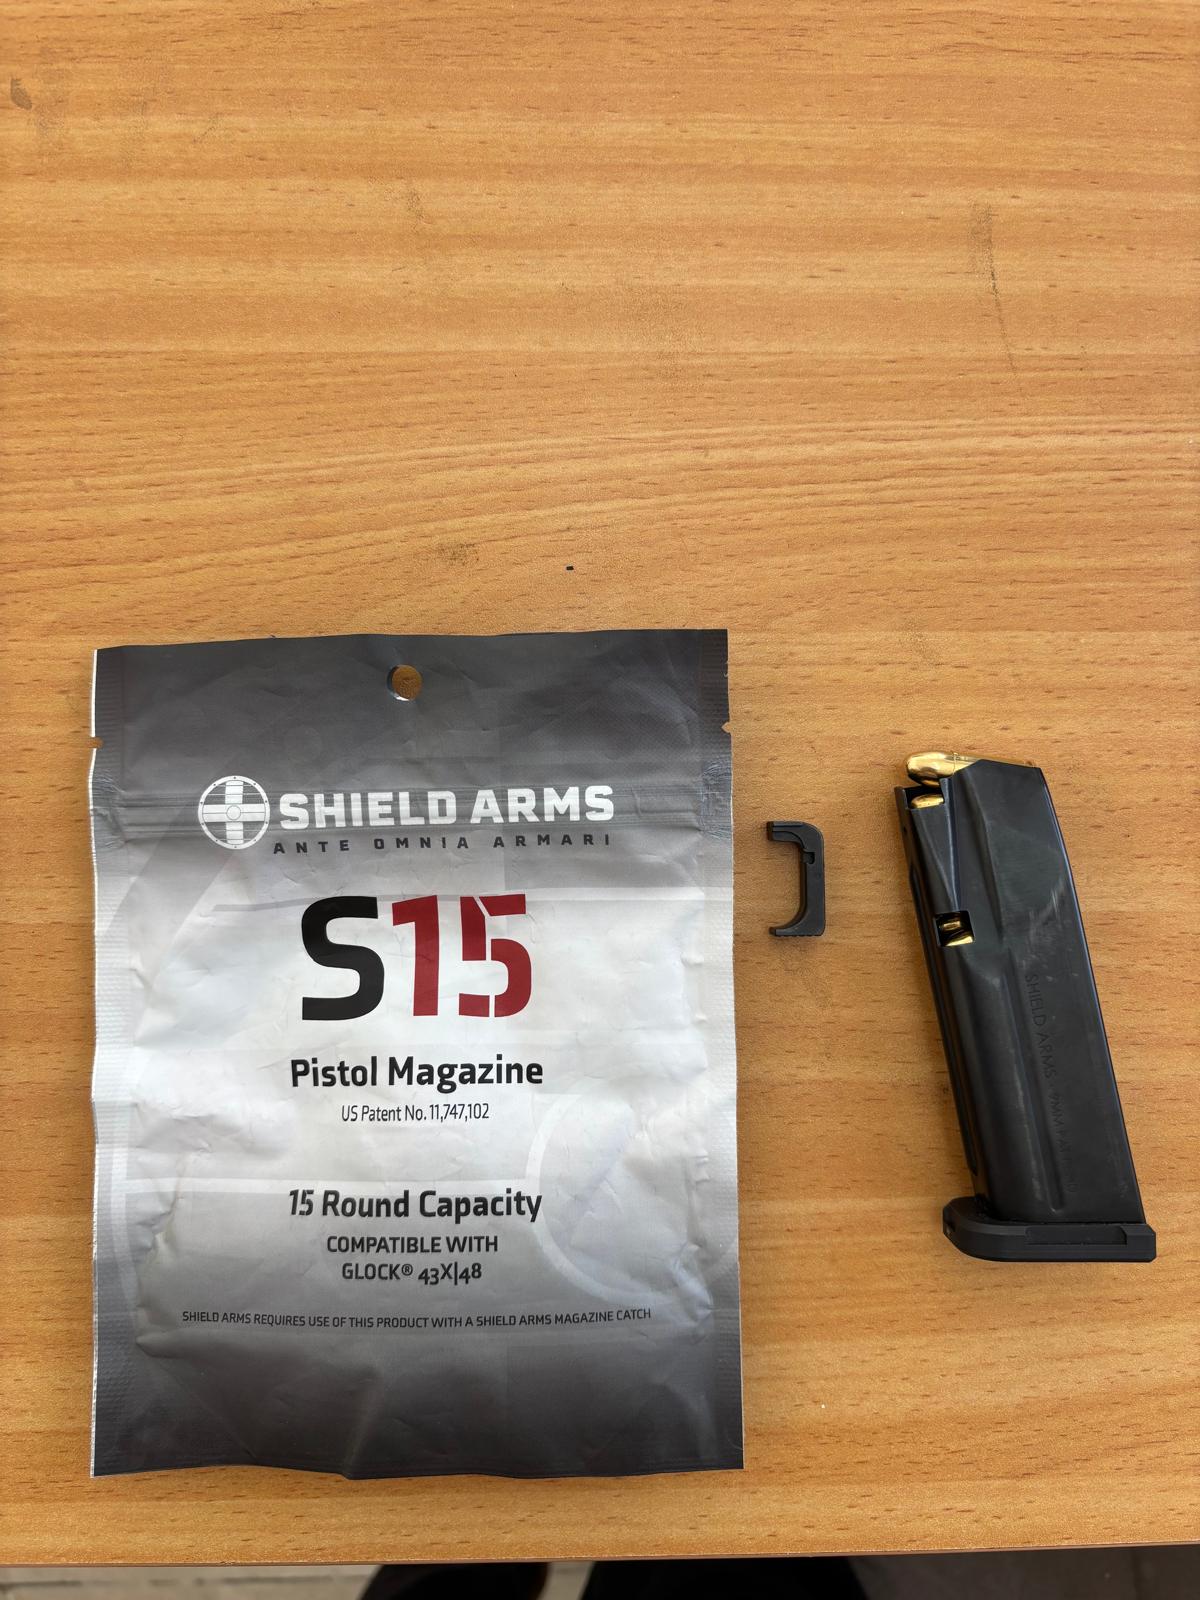 SHIELD ARMS
ANTE OMNIA ARMARI
S15
Pistol Magazine
US Patent No. 11,747,102
15 Round Capacity
COMPATIBLE WITH
GLOCK® 43X|48
SHIELD ARMS REQUIRES USE OF THIS PRODUCT WITH A SHIELD ARMS MAGAZINE CATCH
SHIELD ARMS 9MM